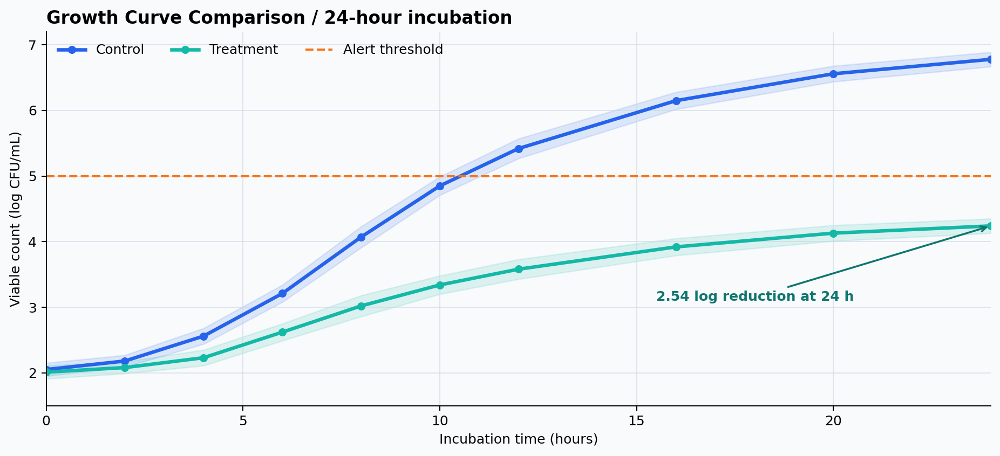 Growth Curve Comparison / 24-hour incubation
Control
Treatment
Alert threshold
Viable count (log CFU/mL)
7
6
5
4
3
2
2.54 log reduction at 24 h
0
5
10
15
20
Incubation time (hours)